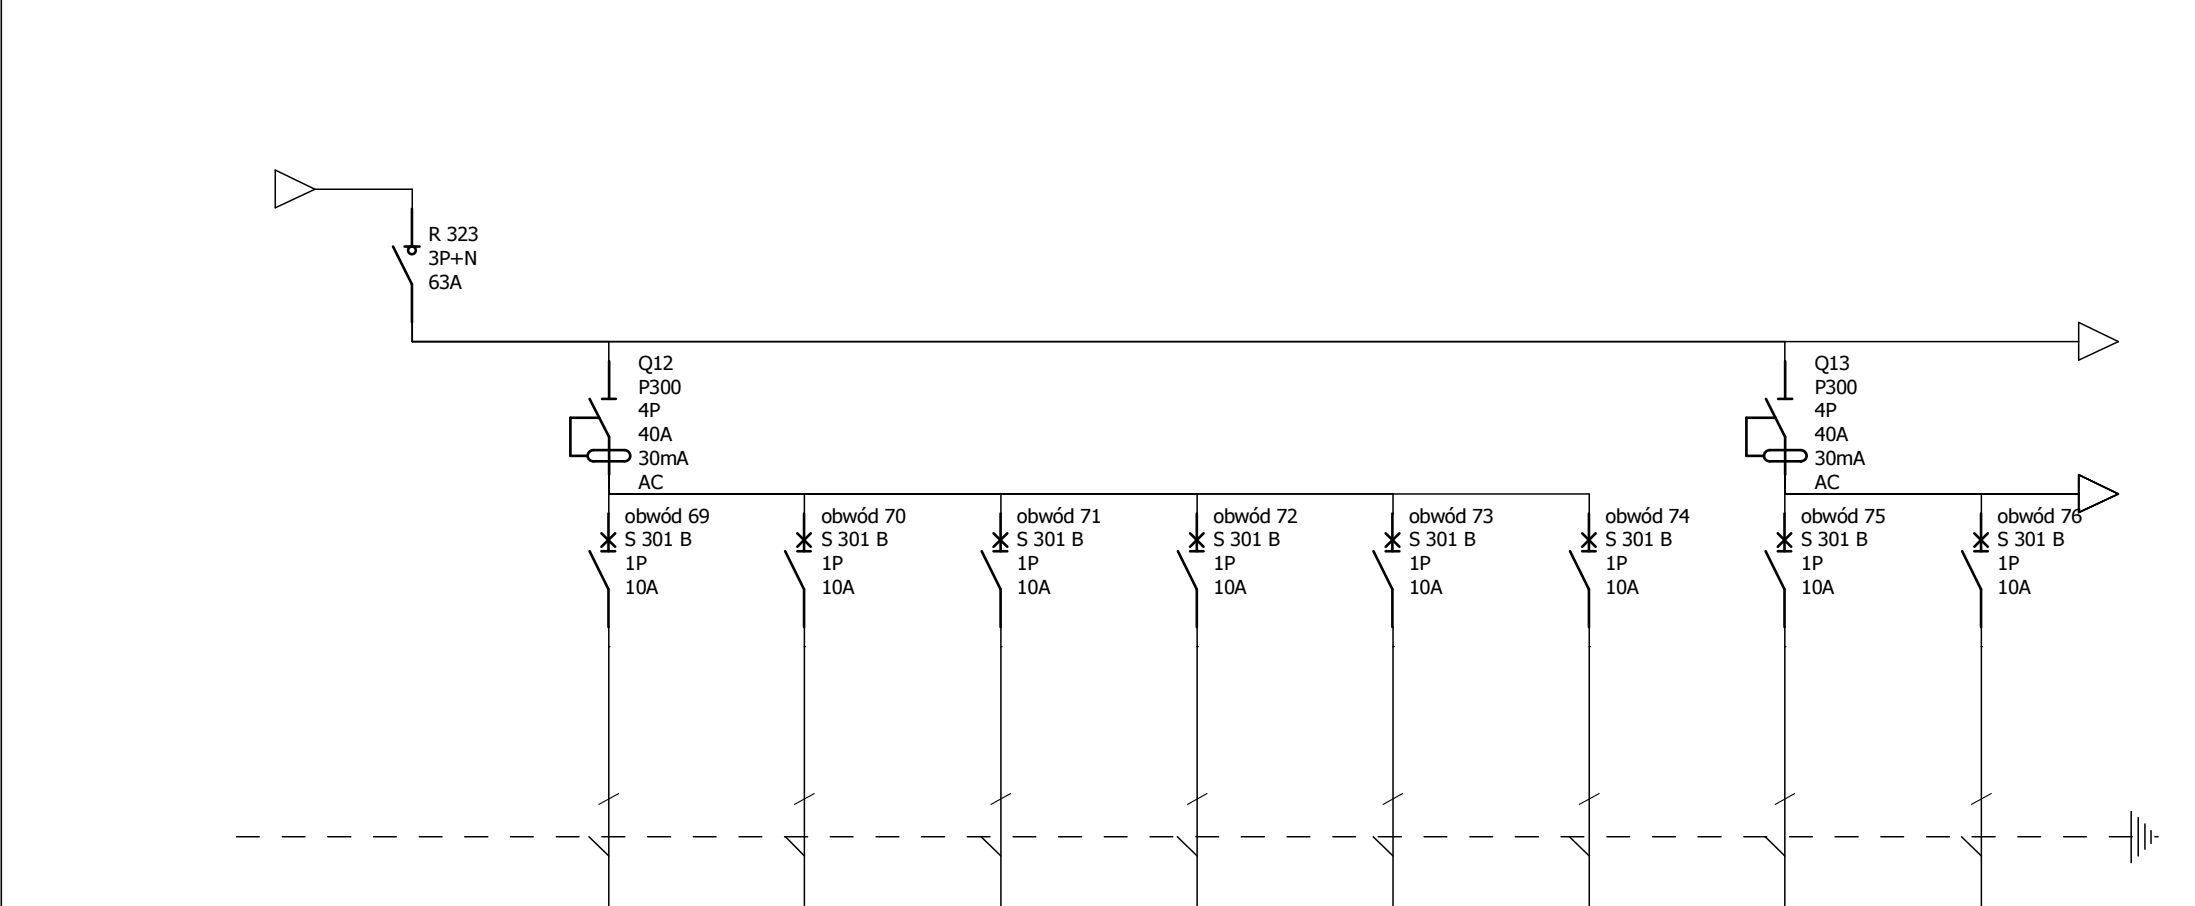 R 323
3P+N
63A
Q12
P300
4P
40A
30mA
AC
Q13
P300
4P
40A
30mA
AC
obwód 69
S 301 B
1P
10A
obwód 70
S 301 B
1P
10A
obwód 71
S 301 B
1P
10A
obwód 72
S 301 B
1P
10A
obwód 73
S 301 B
1P
10A
obwód 74
S 301 B
1P
10A
obwód 75
S 301 B
1P
10A
obwód 76
S 301 B
1P
10A